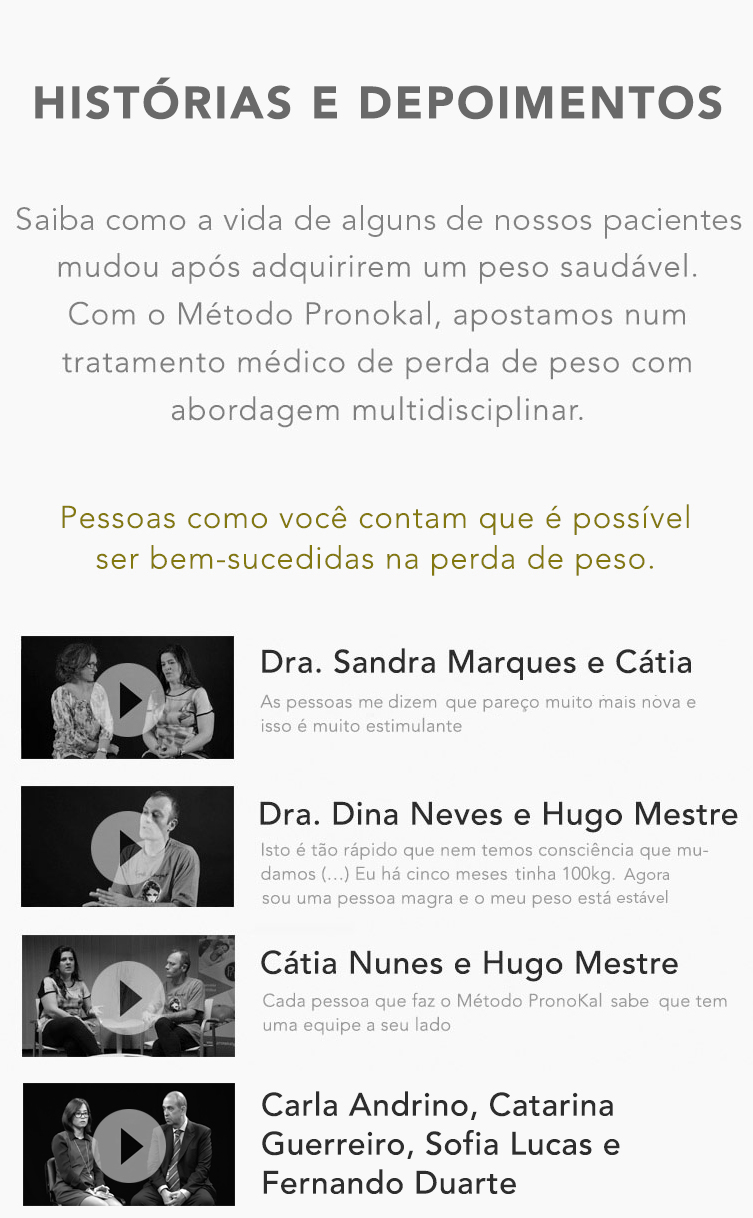 HISTÓRIAS E DEPOIMENTOS
Saiba como a vida de alguns de nossos pacientes
mudou após adquirirem um peso saudável.
Com o Método Pronokal, apostamos num
tratamento médico de perda de peso com
abordagem multidisciplinar.
Pessoas como você contam que é possível
ser bem-sucedidas na perda de peso.
Dra. Sandra Marques e Cátia
As pessoas me dizem que pareço muito mais nova e
isso é muito estimulante
Dra. Dina Neves e Hugo Mestre
Isto é tão rápido que nem temos consciência que mu-
damos (...) Eu há cinco meses tinha 100kg. Agora
sou uma pessoa magra e o meu peso está estável
Cátia Nunes e Hugo Mestre
Cada pessoa que faz o Método PronoKal sabe que tem
uma equipe a seu lado
Carla Andrino, Catarina
Guerreiro, Sofia Lucas e
Fernando Duarte